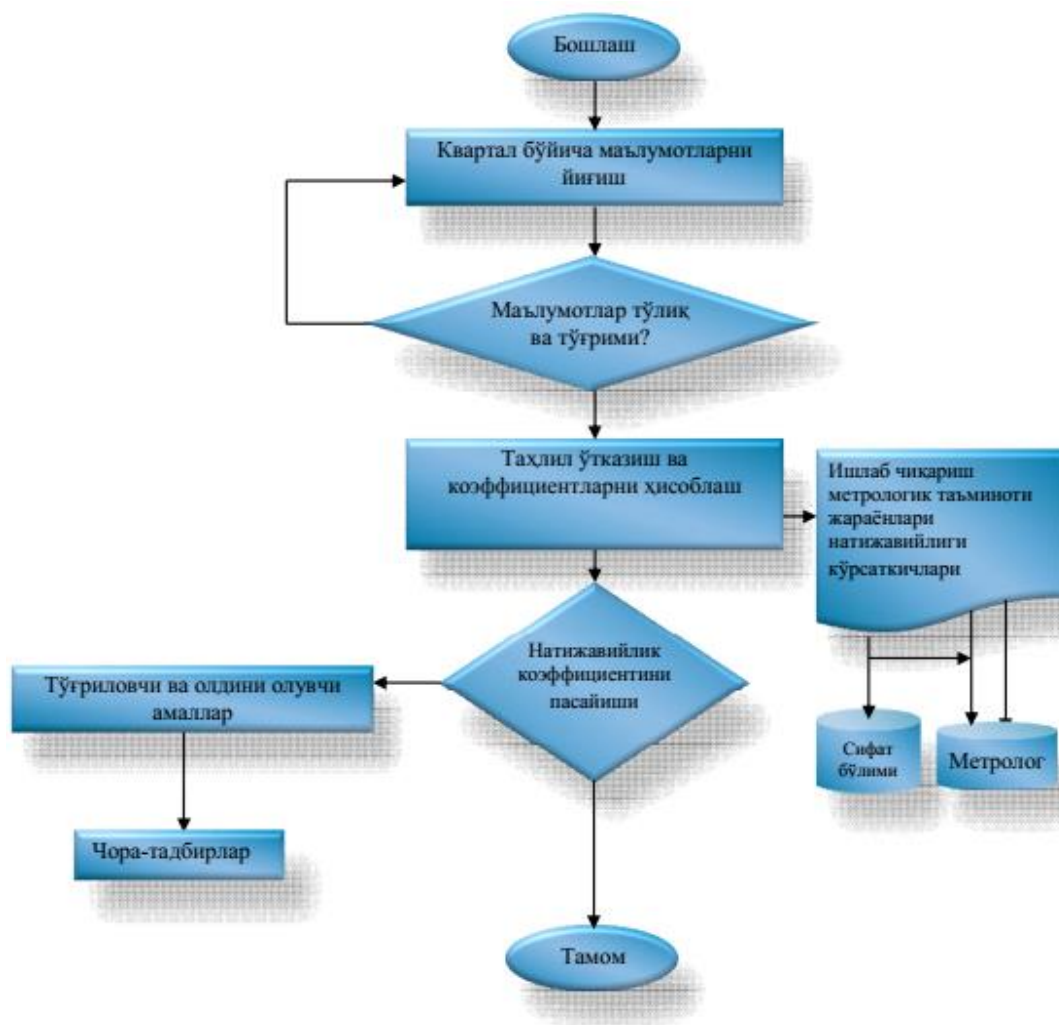 Бошлаш
Квартал бўйича маълумотларни
йиғиш
Маълумотлар тўлиқ
ва тўғрими?
Таҳлил ўтказиш ва
коэффициентларни ҳисоблаш
Ишлаб чиқариш
метрологик таъминоти
жараёнлари
натижавийлиги
кўрсаткичлари
Натижавийлик
коэффициентини
пасайиши
Тўғриловчи ва олдини олувчи
амаллар
Сифат
бўлими
Метролог
Чора-тадбирлар
Тамом